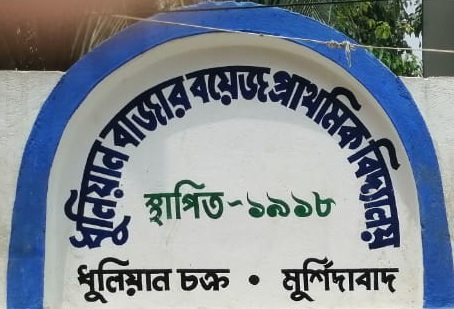 ধুলিয়ান বাজার বয়েজ প্রাথমিক বিদ্যালয়
স্থাপিত - ১৯১৮
ধুলিয়ান চক্র • মুর্শিদাবাদ